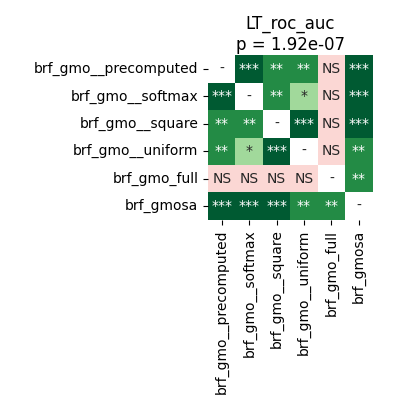 LT_roc_auc
p = 1.92e-07
brf_gmo__precomputed - *** ** ** NS ***
brf_gmo__softmax *** - ** * NS ***
brf_gmo__square ** ** - *** NS ***
brf_gmo__uniform ** * *** - NS **
brf_gmo_full NS NS NS NS - **
brf_gmosa *** *** *** ** ** -
brf_gmo__precomputed
brf_gmo__softmax
brf_gmo__square
brf_gmo__uniform
brf_gmo_full
brf_gmosa